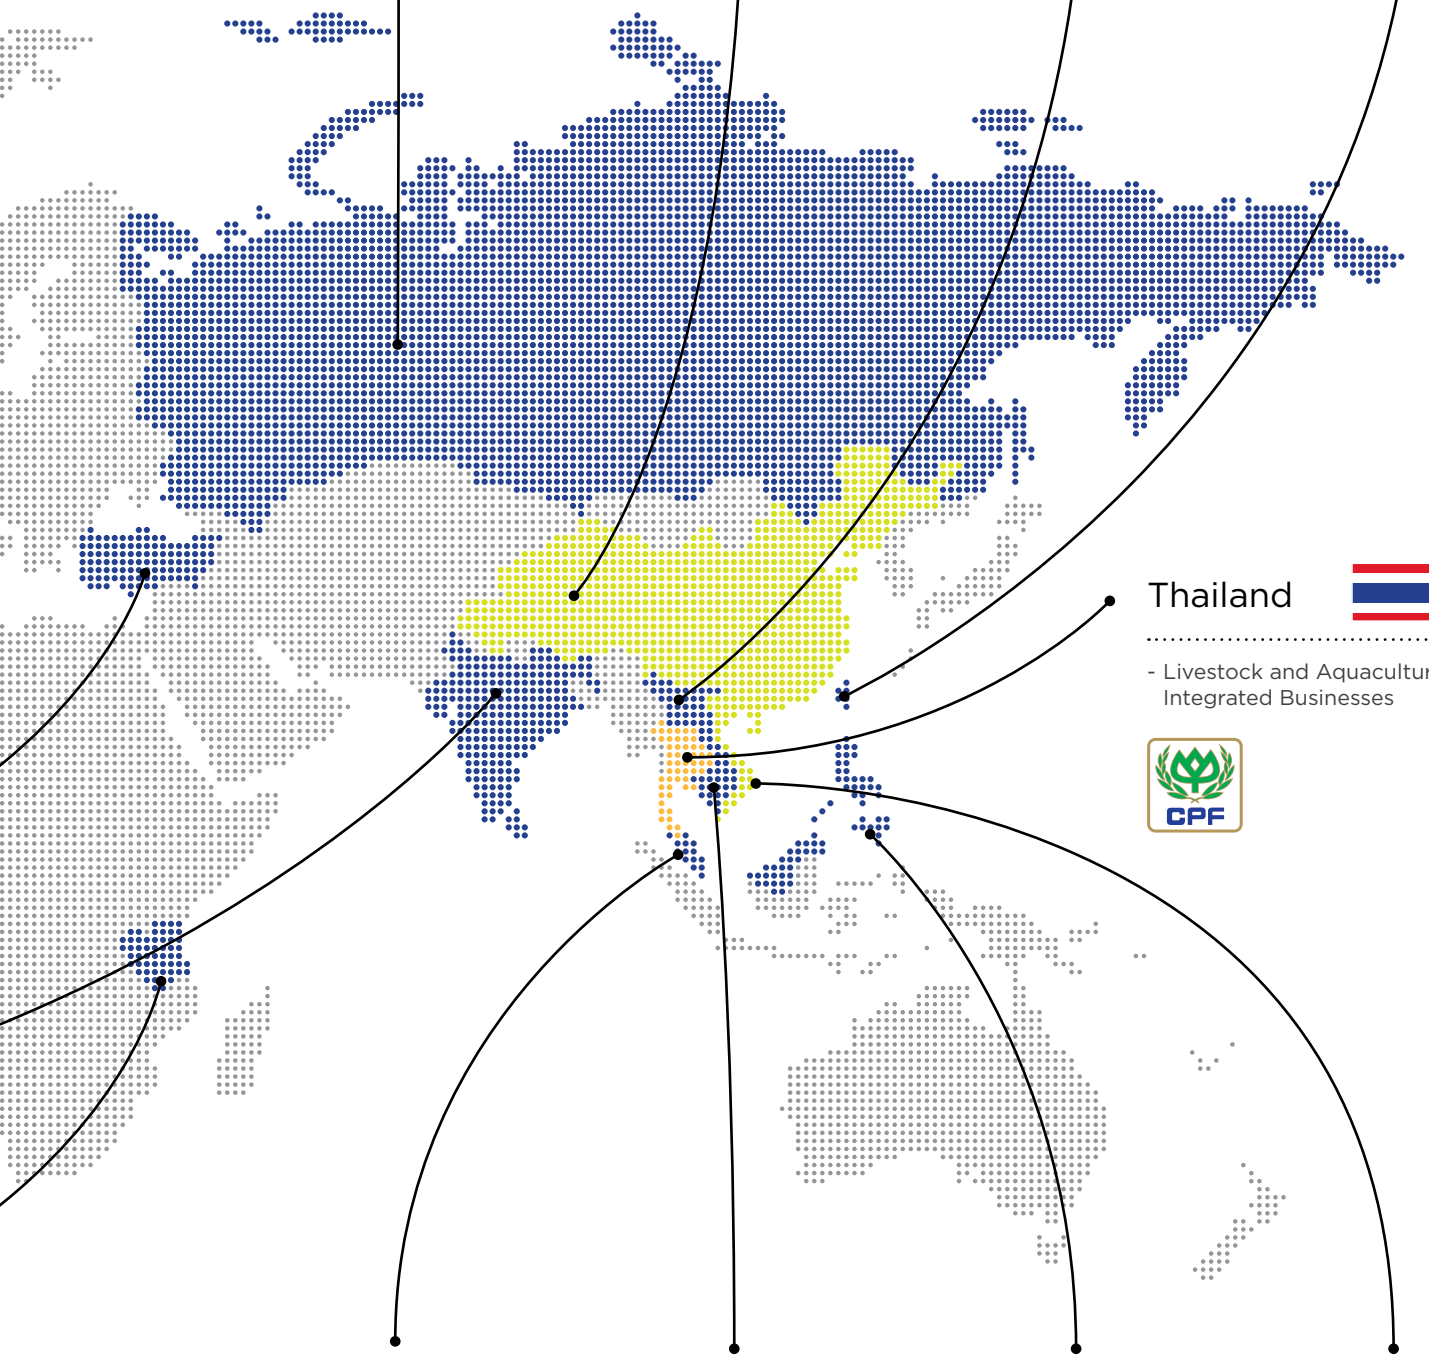 Thailand
- Livestock and Aquacultur
Integrated Businesses
CPF